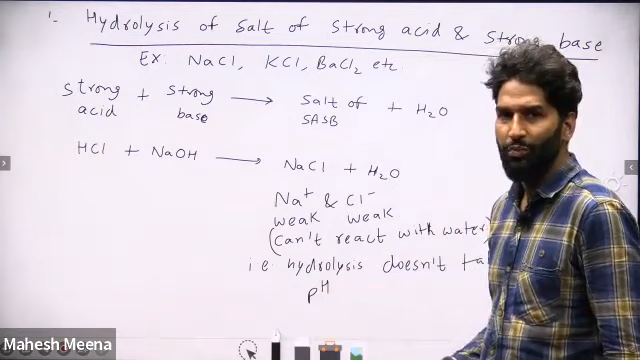 1. Hydrolysis of salt of strong acid & strong base
Ex: NaCl, KCl, BaCl₂ etc.
Strong acid + Strong base ⟶ Salt of SASB + H₂O
HCl + NaOH ⟶ NaCl + H₂O
Na⁺ & Cl⁻
weak weak
(Can't react with water)
i.e. hydrolysis doesn't
pH
Mahesh Meena